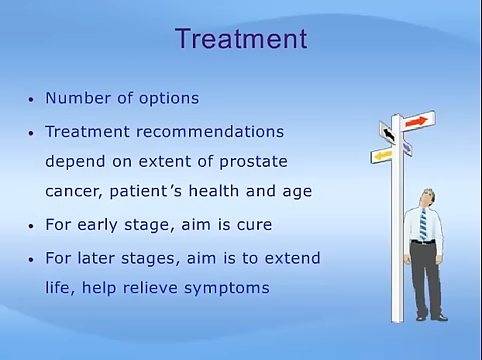 Treatment
• Number of options
• Treatment recommendations
depend on extent of prostate
cancer, patient's health and age
• For early stage, aim is cure
• For later stages, aim is to extend
life, help relieve symptoms